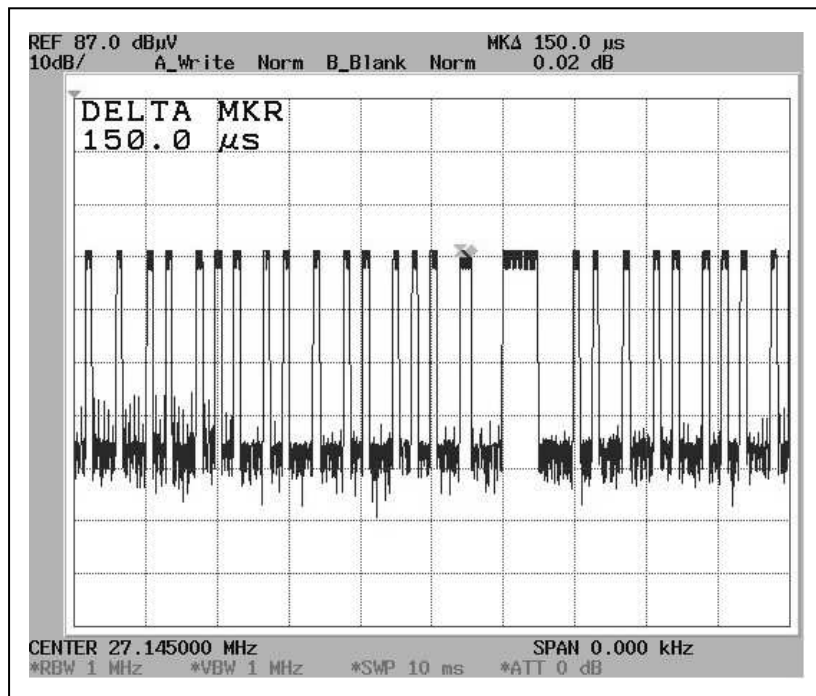 REF 87.0 dBµV MKΔ 150.0 µs
10dB/ A_Write Norm B_Blank Norm 0.02 dB
DELTA MKR
150.0 µs
CENTER 27.145000 MHz SPAN 0.000 kHz
*RBW 1 MHz *VBW 1 MHz *SWP 10 ms *ATT 0 dB